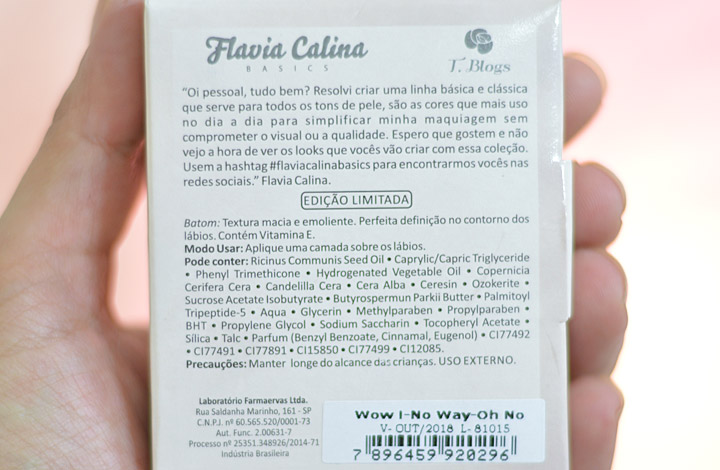 Flavia Calina
BASICS
T. Blogs
“Oi pessoal, tudo bem? Resolvi criar uma linha básica e clássica
que serve para todos os tons de pele, são as cores que mais uso
no dia a dia para simplificar minha maquiagem sem
comprometer o visual ou a qualidade. Espero que gostem e não
vejo a hora de ver os looks que vocês vão criar com essa coleção.
Usem a hashtag #flaviacalinabasics para encontrarmos vocês nas
redes sociais.” Flavia Calina.
EDIÇÃO LIMITADA
Batom: Textura macia e emoliente. Perfeita definição no contorno dos
lábios. Contém Vitamina E.
Modo Usar: Aplique uma camada sobre os lábios.
Pode conter: Ricinus Communis Seed Oil • Caprylic/Capric Triglyceride
• Phenyl Trimethicone • Hydrogenated Vegetable Oil • Copernicia
Cerifera Cera • Candelilla Cera • Cera Alba • Ceresin • Ozokerite •
Sucrose Acetate Isobutyrate • Butyrospermun Parkii Butter • Palmitoyl
Tripeptide-5 • Aqua • Glycerin • Methylparaben • Propylparaben •
BHT • Propylene Glycol • Sodium Saccharin • Tocopheryl Acetate •
Sílica • Talc • Parfum (Benzyl Benzoate, Cinnamal, Eugenol) • CI77492
• CI77491 • CI77891 • CI15850 • CI77499 • CI12085.
Precauções: Manter longe do alcance das crianças. USO EXTERNO.
Laboratório Farmaervas Ltda.
Rua Saldanha Marinho, 161 - SP
C.N.P.J. nº 60.565.520/0001-73
Aut. Func. 2.00631-7
Processo nº 25351.348926/2014-71
Indústria Brasileira
Wow I-No Way-Oh No
V- OUT/2018 L- 81015
7 896459 920296